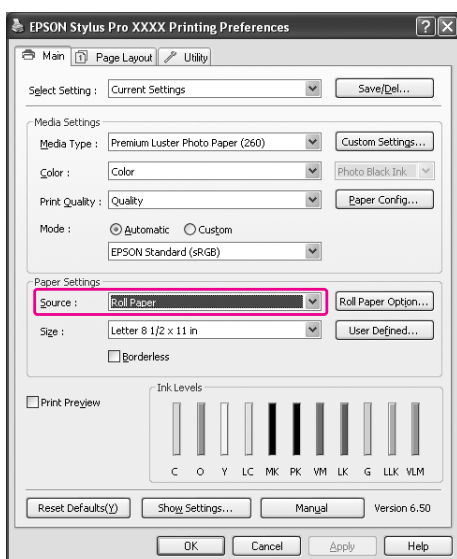 EPSON Stylus Pro XXXX Printing Preferences
Main Page Layout Utility
Select Setting : Current Settings Save/Del...
Media Settings
Media Type : Premium Luster Photo Paper (260) Custom Settings...
Color : Color Photo Black Ink
Print Quality : Quality Paper Config...
Mode : Automatic Custom
EPSON Standard (sRGB)
Paper Settings
Source : Roll Paper Roll Paper Option...
Size : Letter 8 1/2 x 11 in User Defined...
Borderless
Print Preview
Ink Levels
C O Y LC MK PK VM LK G LLK VLM
Reset Defaults(Y) Show Settings... Manual Version 6.50
OK Cancel Apply Help